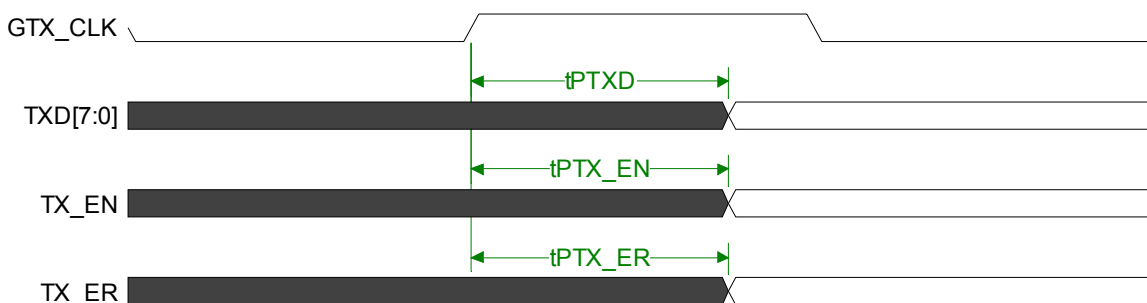 GTX_CLK
tPTXD
TXD[7:0]
tPTX_EN
TX_EN
tPTX_ER
TX_ER